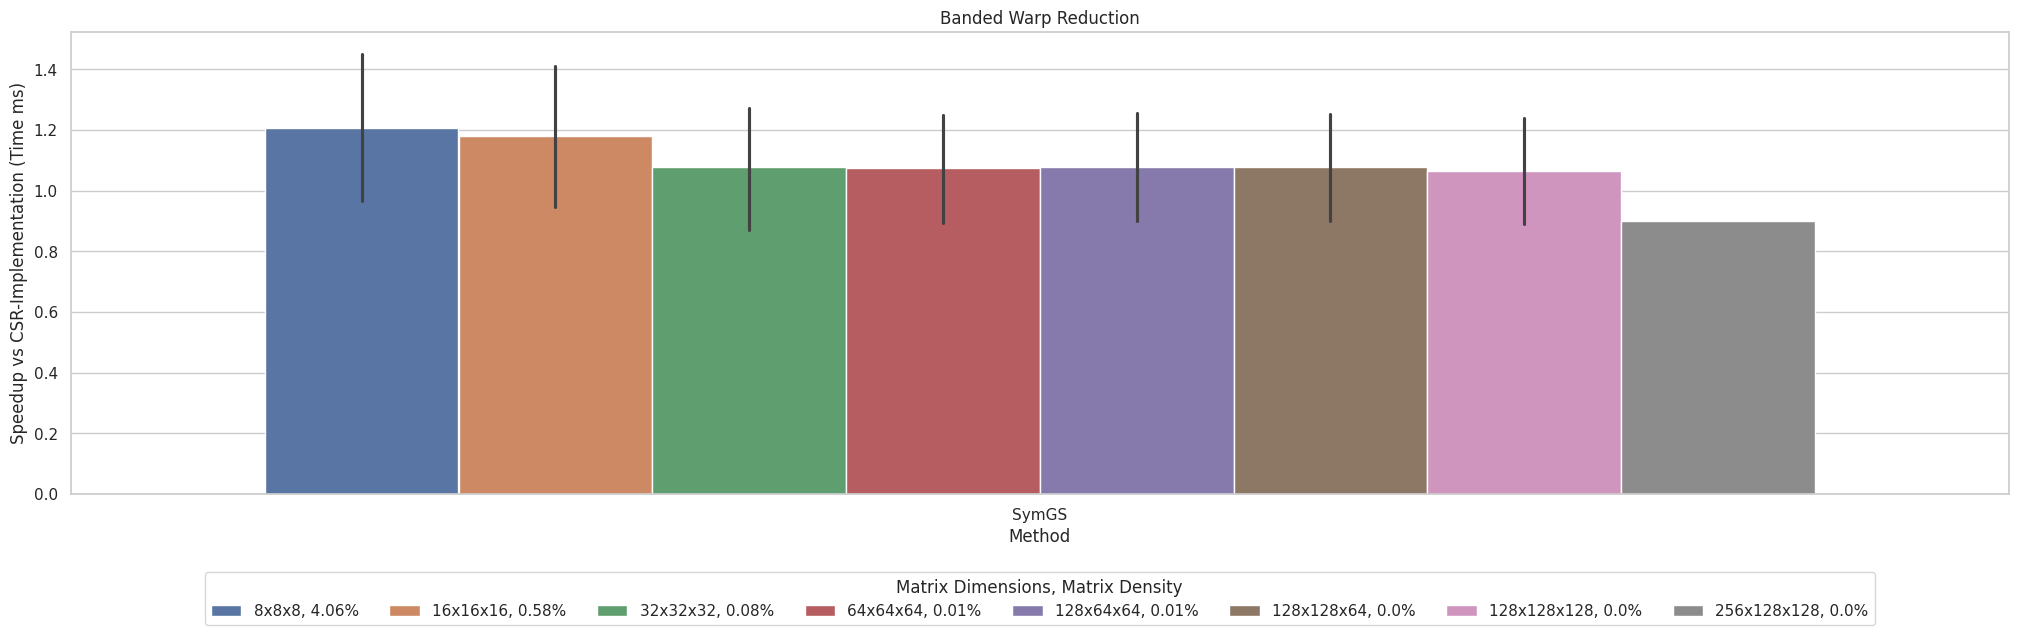 Banded Warp Reduction
Speedup vs CSR-Implementation (Time ms)
1.4
1.2
1.0
0.8
0.6
0.4
0.2
0.0
SymGS
Method
Matrix Dimensions, Matrix Density
8x8x8, 4.06% 16x16x16, 0.58% 32x32x32, 0.08% 64x64x64, 0.01% 128x64x64, 0.01% 128x128x64, 0.0% 128x128x128, 0.0% 256x128x128, 0.0%